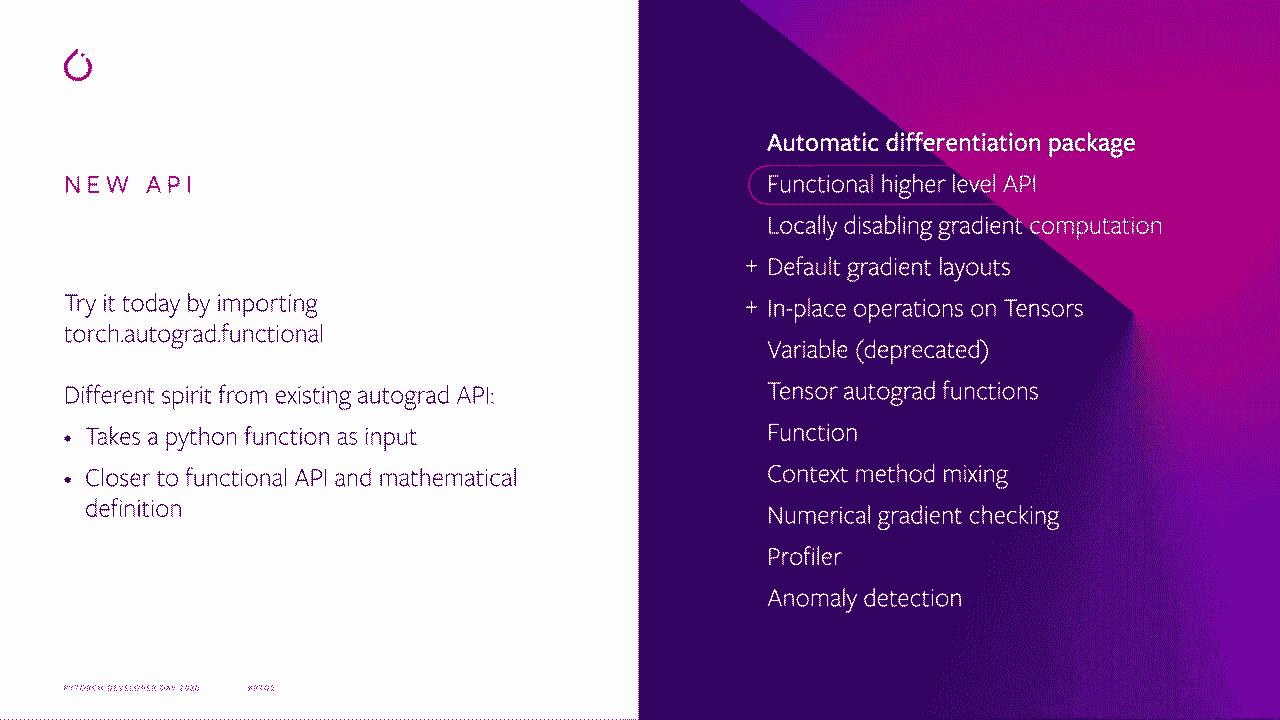 NEW API
Try it today by importing
torch.autograd.functional
Different spirit from existing autograd API:
• Takes a python function as input
• Closer to functional API and mathematical
definition
PYTORCH DEVELOPER DAY 2020
Automatic differentiation package
Functional higher level API
Locally disabling gradient computation
+ Default gradient layouts
+ In-place operations on Tensors
Variable (deprecated)
Tensor autograd functions
Function
Context method mixing
Numerical gradient checking
Profiler
Anomaly detection